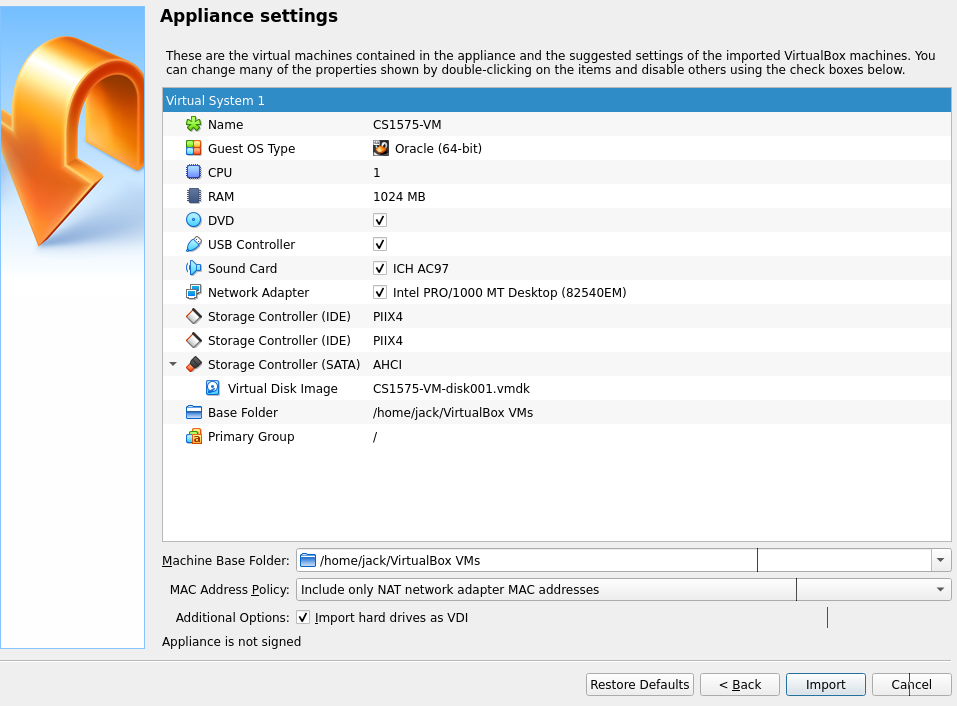 Appliance settings
These are the virtual machines contained in the appliance and the suggested settings of the imported VirtualBox machines. You
can change many of the properties shown by double-clicking on the items and disable others using the check boxes below.
Virtual System 1
Name CS1575-VM
Guest OS Type Oracle (64-bit)
CPU 1
RAM 1024 MB
DVD
USB Controller
Sound Card ICH AC97
Network Adapter Intel PRO/1000 MT Desktop (82540EM)
Storage Controller (IDE) PIIX4
Storage Controller (IDE) PIIX4
Storage Controller (SATA) AHCI
Virtual Disk Image CS1575-VM-disk001.vmdk
Base Folder /home/jack/VirtualBox VMs
Primary Group /
Machine Base Folder: /home/jack/VirtualBox VMs
MAC Address Policy: Include only NAT network adapter MAC addresses
Additional Options: Import hard drives as VDI
Appliance is not signed
Restore Defaults < Back Import Cancel